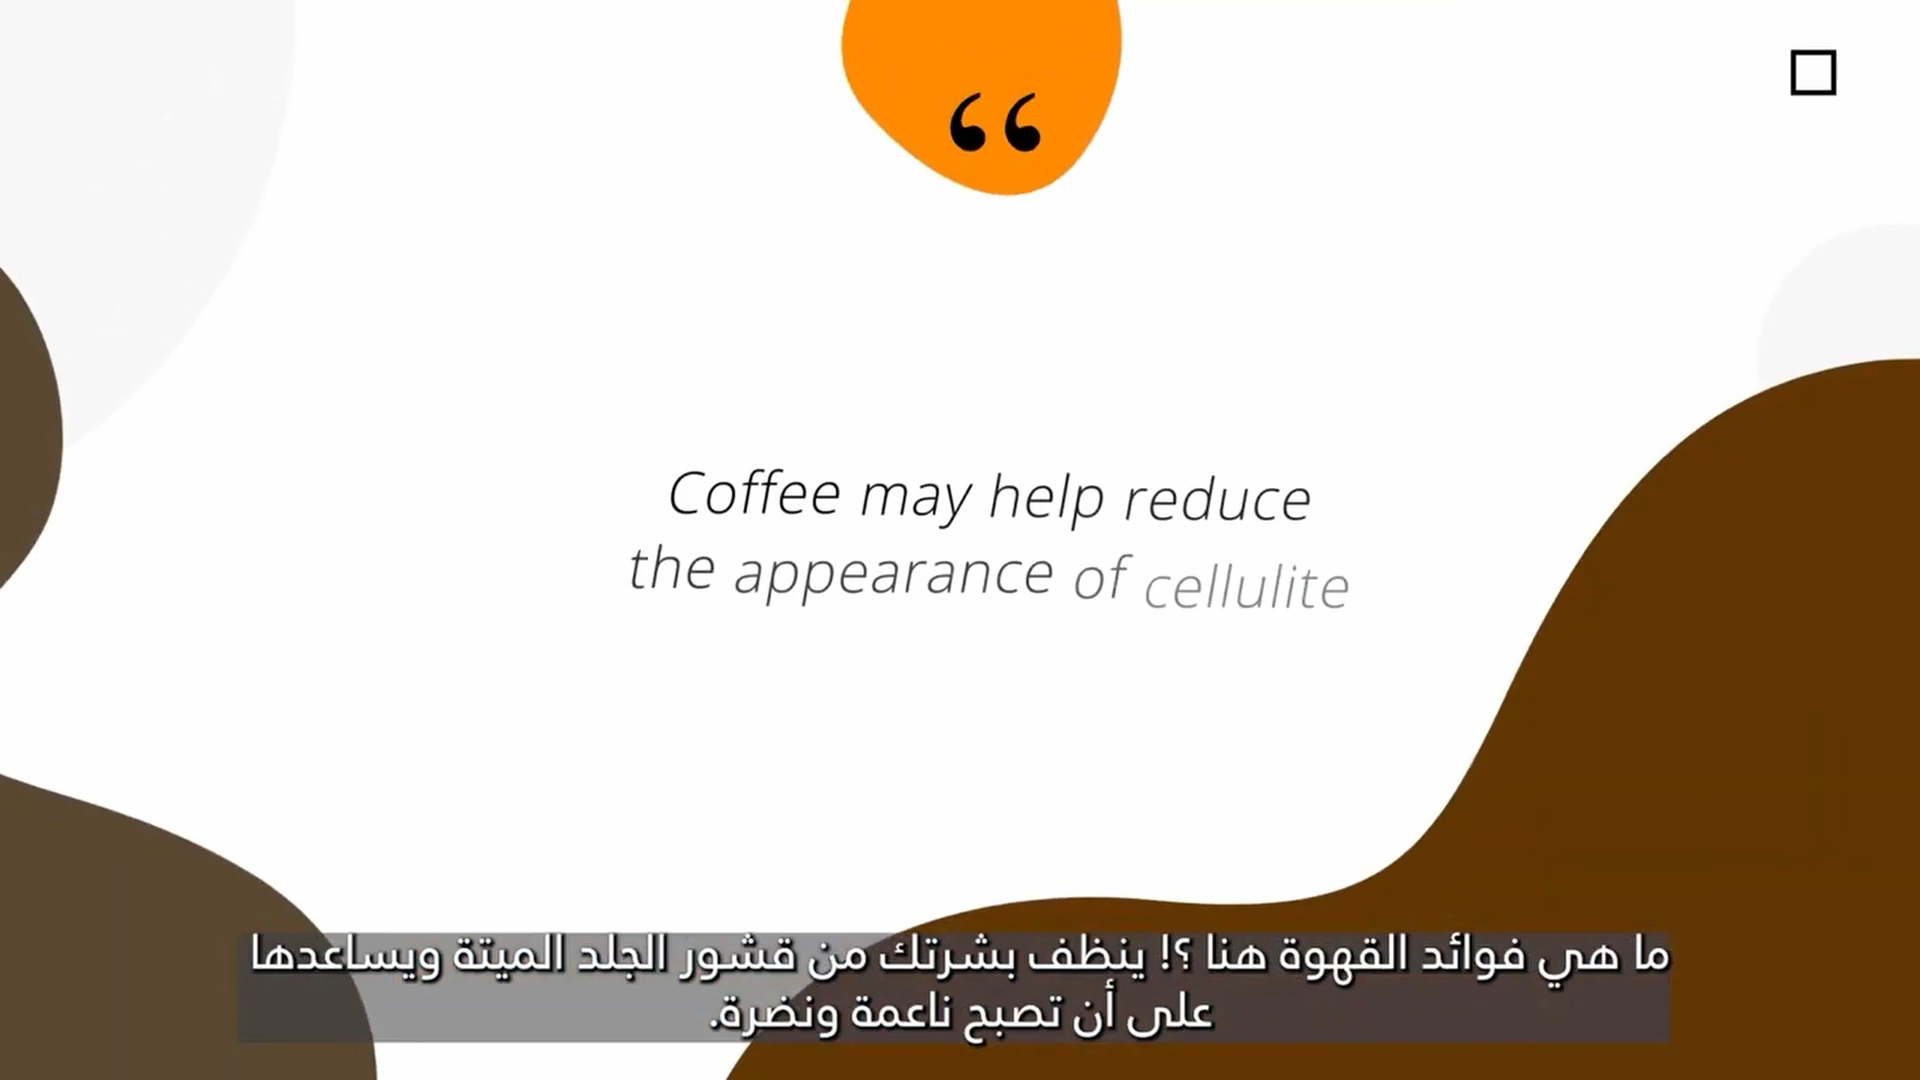 “
Coffee may help reduce
the appearance of cellulite
ما هي فوائد القهوة هنا ؟! ينظف بشرتك من قشور الجلد الميتة ويساعدها
على أن تصبح ناعمة ونضرة.